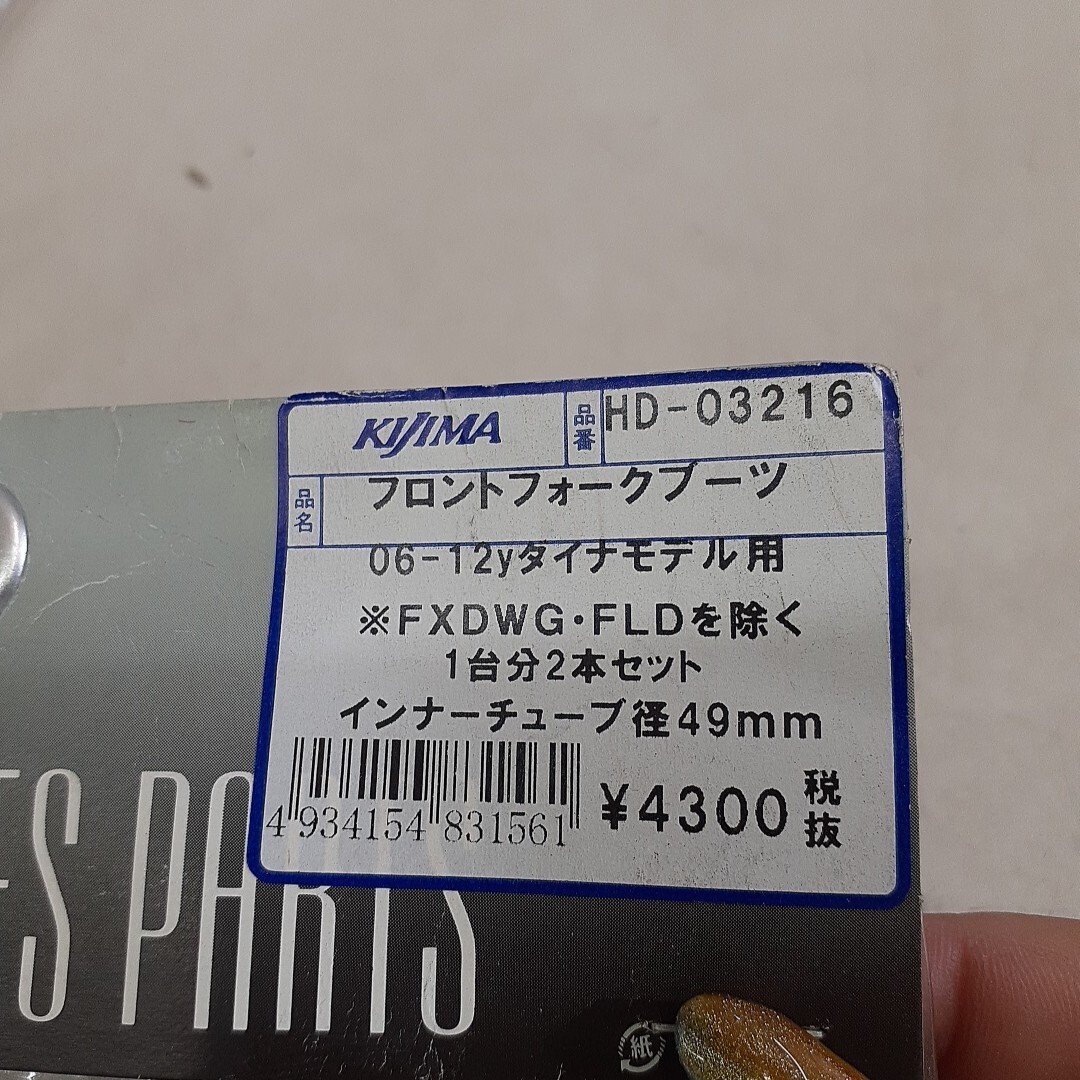 KIJIMA 品番 HD-03216
品名 フロントフォークブーツ
06-12yダイナモデル用
※FXDWG・FLDを除く
1台分2本セット
インナーチューブ径49mm
4 934154 831561
¥4300 税抜
ES PARTS
紙